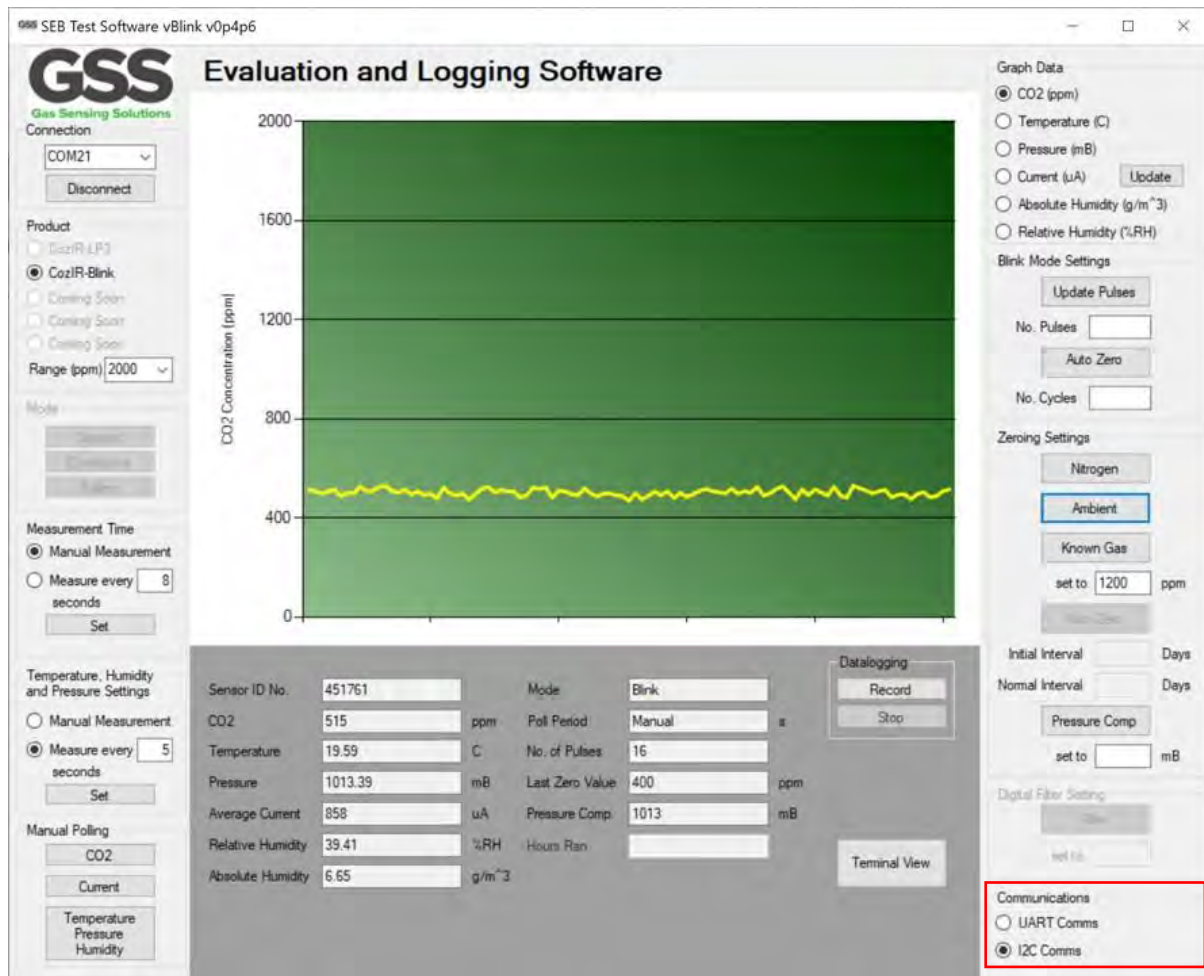 GSS SEB Test Software vBlink v0p4p6
GSS
Gas Sensing Solutions
Evaluation and Logging Software
Connection
COM21
Disconnect
Product
CozIR-LP3
CozIR-Blink
Coming Soon
Coming Soon
Coming Soon
Range (ppm) 2000
Mode
Measurement Time
Manual Measurement
Measure every 8
seconds
Set
Temperature, Humidity
and Pressure Settings
Manual Measurement
Measure every 5
seconds
Set
Manual Polling
CO2
Current
Temperature
Pressure
Humidity
CO2 Concentration (ppm)
2000
1600
1200
800
400
0
Sensor ID No. 451761
CO2 515 ppm
Temperature 19.59 C
Pressure 1013.39 mB
Average Current 858 uA
Relative Humidity 39.41 %RH
Absolute Humidity 6.65 g/m^3
Mode Blink
Poll Period Manual s
No. of Pulses 16
Last Zero Value 400 ppm
Pressure Comp. 1013 mB
Hours Ran
Datalogging
Record
Stop
Terminal View
Graph Data
CO2 (ppm)
Temperature (C)
Pressure (mB)
Current (uA) Update
Absolute Humidity (g/m^3)
Relative Humidity (%RH)
Blink Mode Settings
Update Pulses
No. Pulses
Auto Zero
No. Cycles
Zeroing Settings
Nitrogen
Ambient
Known Gas
set to 1200 ppm
Initial Interval Days
Normal Interval Days
Pressure Comp
set to mB
Digital Filter Setting
set to
Communications
UART Comms
I2C Comms